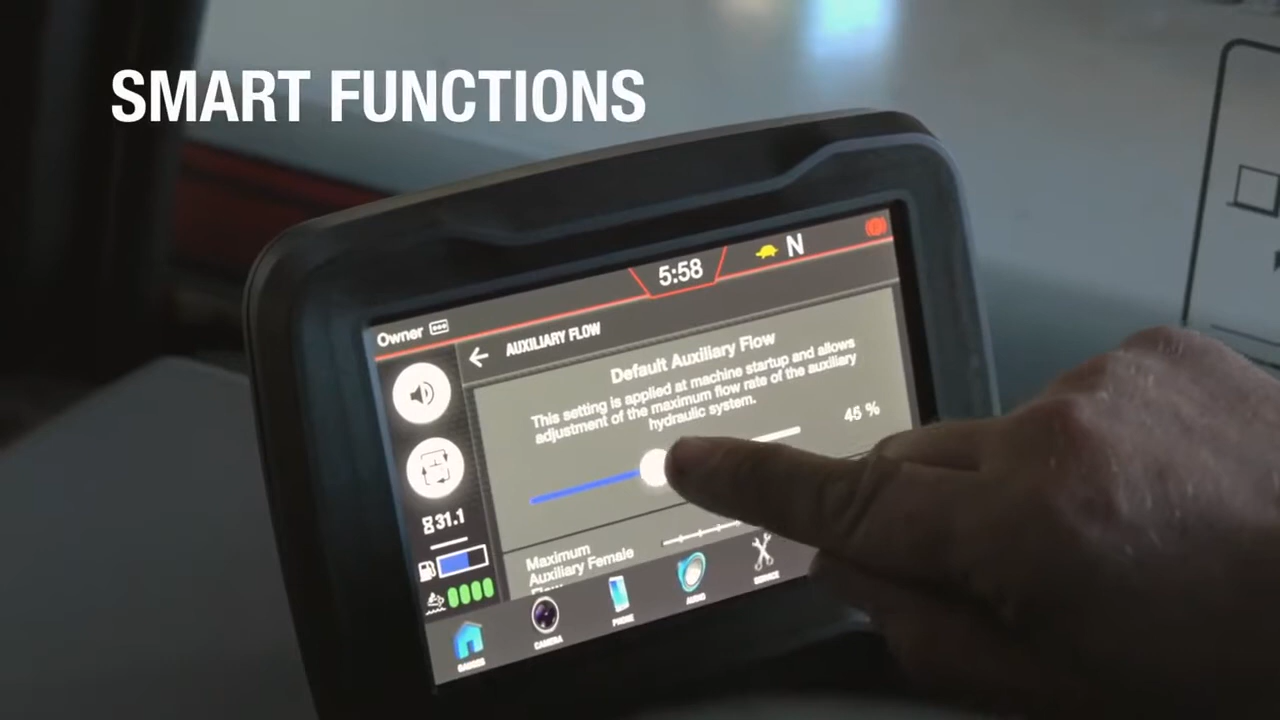 SMART FUNCTIONS
5:58
N
Owner
AUXILIARY FLOW
Default Auxiliary Flow
This setting is applied at machine startup and allows
adjustment of the maximum flow rate of the auxiliary
hydraulic system.
45 %
31.1
Maximum
Auxiliary Female
Flow
CAMERA
PHONE
AUDIO
SERVICE